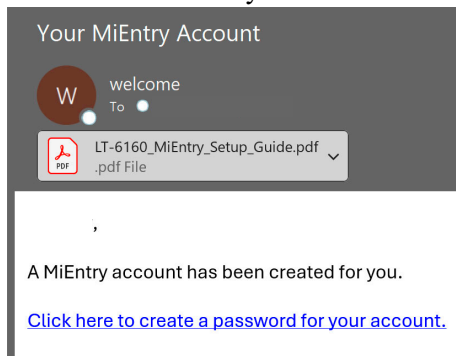 Your MiEntry Account
W
welcome
To
PDF
LT-6160_MiEntry_Setup_Guide.pdf
.pdf File
,
A MiEntry account has been created for you.
Click here to create a password for your account.